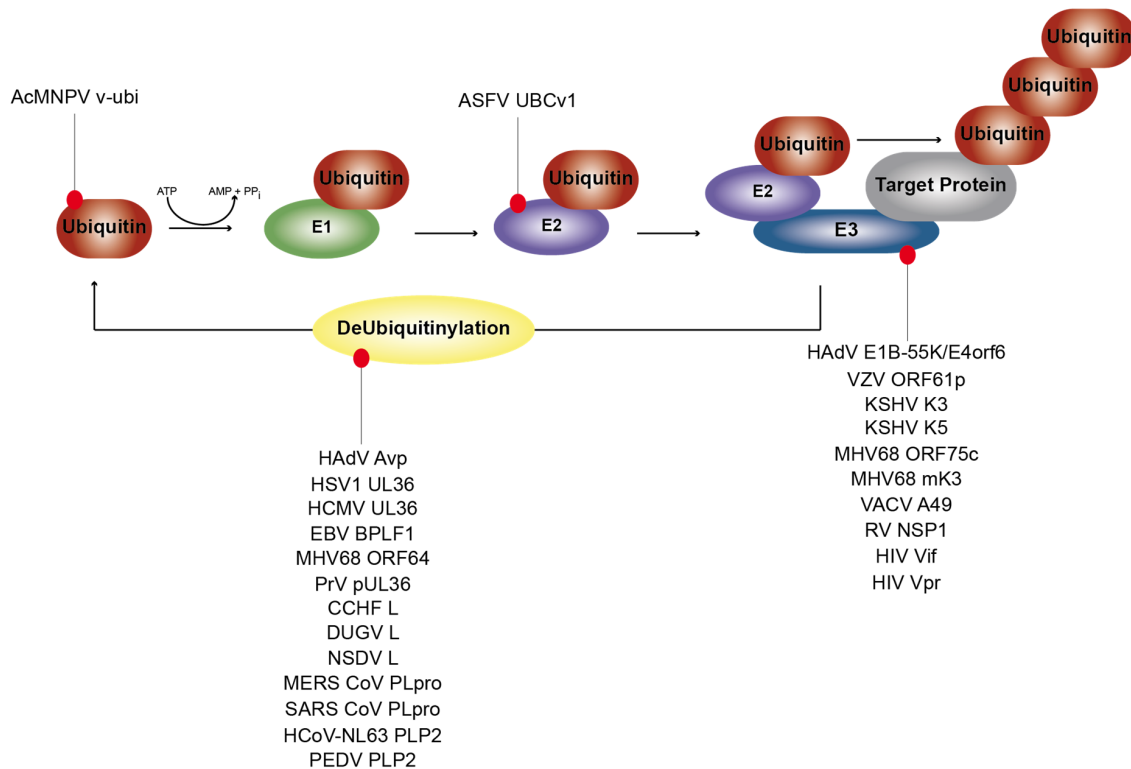 Ubiquitin
Ubiquitin
Ubiquitin
AcMNPV v-ubi
ASFV UBCv1
Ubiquitin
Target Protein
ATP
AMP + PPi
Ubiquitin
Ubiquitin
E2
Ubiquitin
E1
E2
E3
DeUbiquitinylation
HAdV E1B-55K/E4orf6
VZV ORF61p
KSHV K3
KSHV K5
MHV68 ORF75c
MHV68 mK3
VACV A49
RV NSP1
HIV Vif
HIV Vpr
HAdV Avp
HSV1 UL36
HCMV UL36
EBV BPLF1
MHV68 ORF64
PrV pUL36
CCHF L
DUGV L
NSDV L
MERS CoV PLpro
SARS CoV PLpro
HCoV-NL63 PLP2
PEDV PLP2